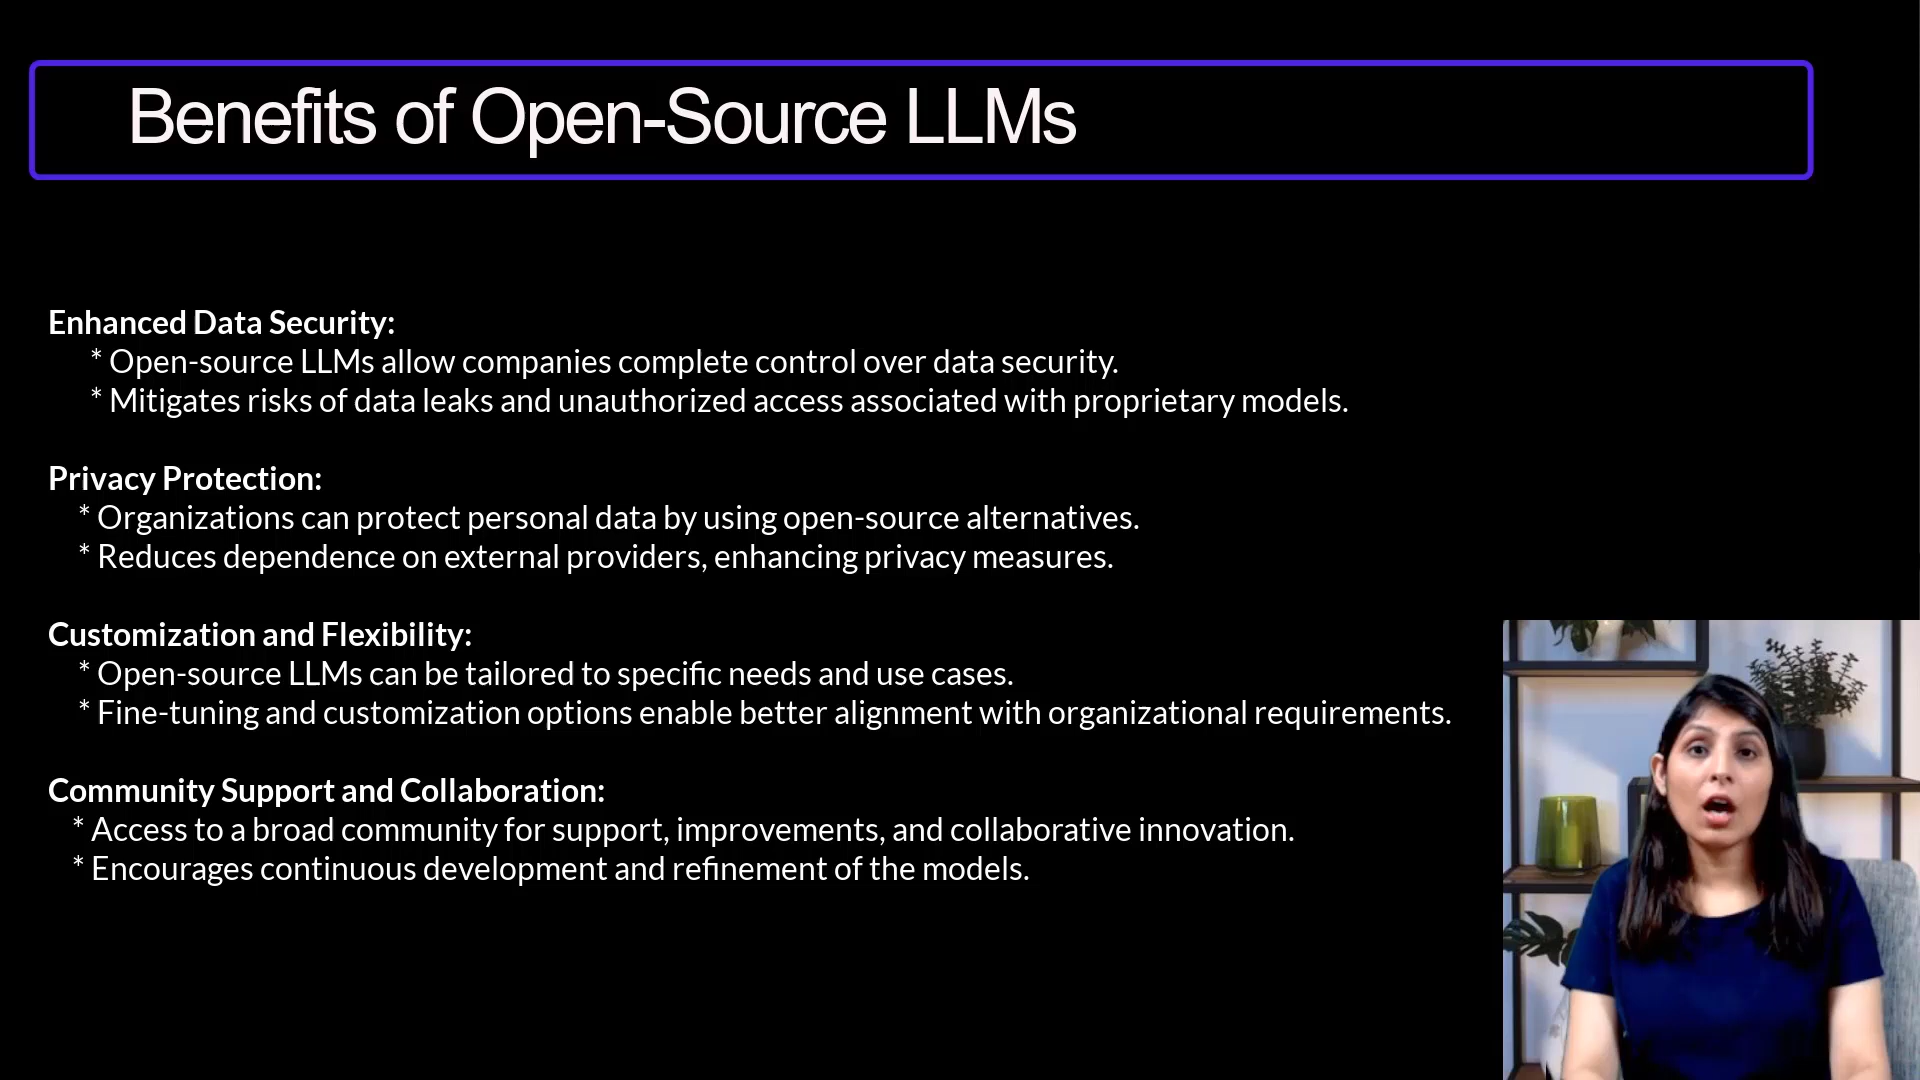 Benefits of Open-Source LLMs
Enhanced Data Security:
* Open-source LLMs allow companies complete control over data security.
* Mitigates risks of data leaks and unauthorized access associated with proprietary models.
Privacy Protection:
* Organizations can protect personal data by using open-source alternatives.
* Reduces dependence on external providers, enhancing privacy measures.
Customization and Flexibility:
* Open-source LLMs can be tailored to specific needs and use cases.
* Fine-tuning and customization options enable better alignment with organizational requirements.
Community Support and Collaboration:
* Access to a broad community for support, improvements, and collaborative innovation.
* Encourages continuous development and refinement of the models.